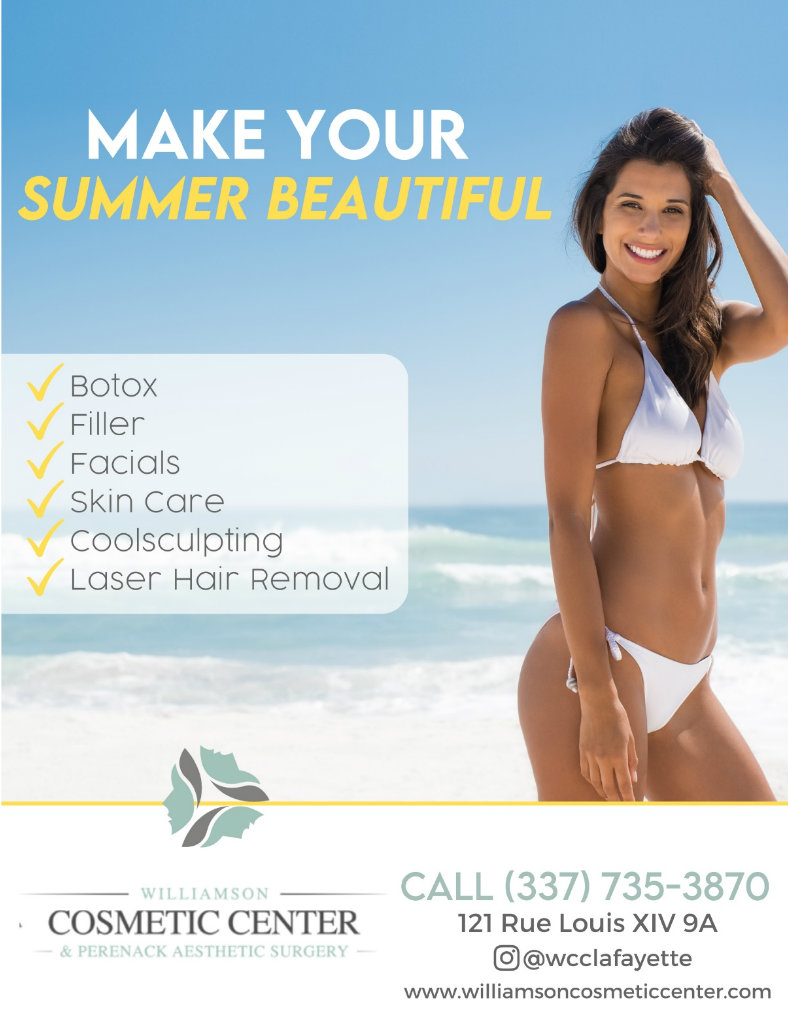 MAKE YOUR
SUMMER BEAUTIFUL
Botox
Filler
Facials
Skin Care
Coolsculpting
Laser Hair Removal
WILLIAMSON
COSMETIC CENTER
& PERENACK AESTHETIC SURGERY
CALL (337) 735-3870
121 Rue Louis XIV 9A
@wcclafayette
www.williamsoncosmeticcenter.com